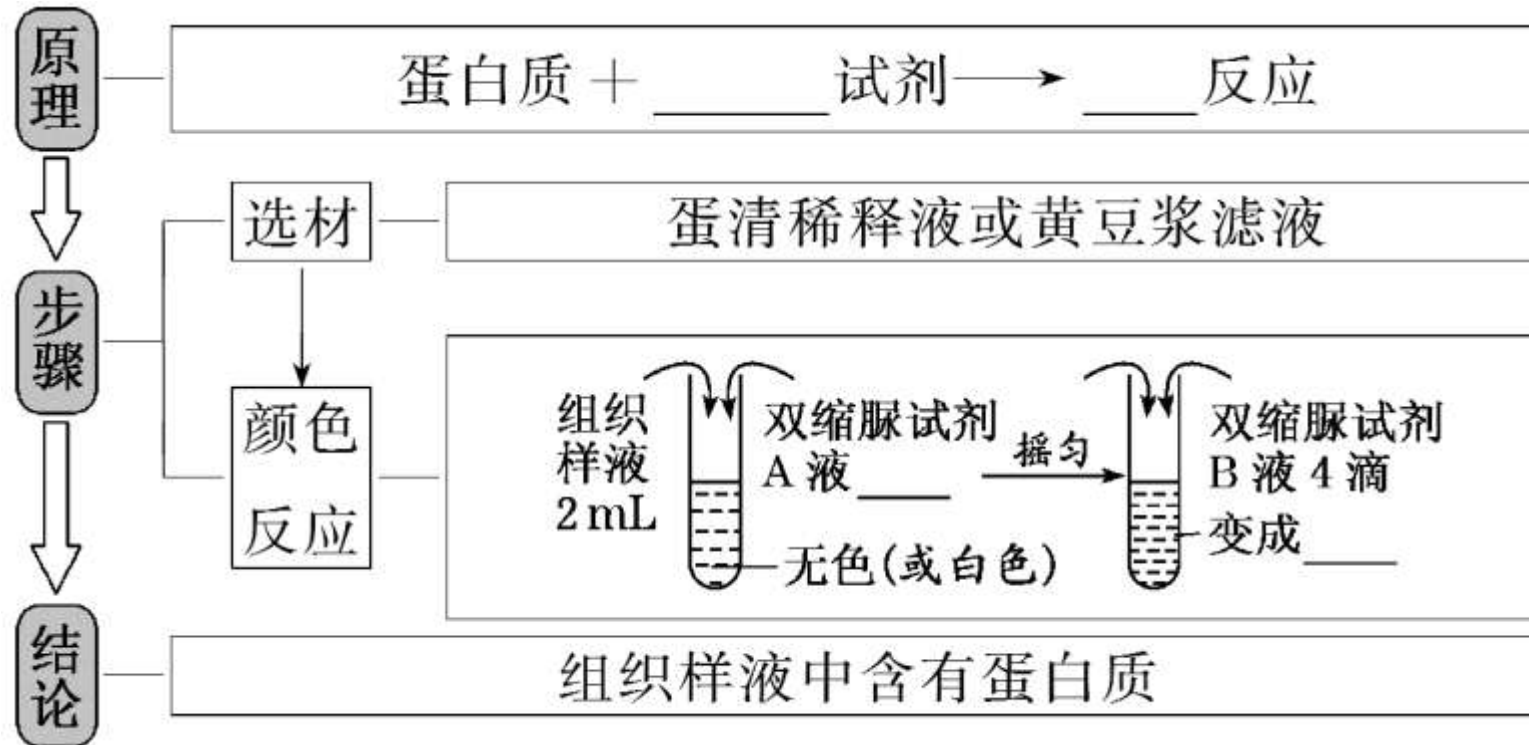 原理
蛋白质＋______试剂→____反应
步骤
选材
蛋清稀释液或黄豆浆滤液
颜色
反应
组织
样液
2 mL
双缩脲试剂
A 液____
无色(或白色)
摇匀
双缩脲试剂
B 液 4 滴
变成____
结论
组织样液中含有蛋白质